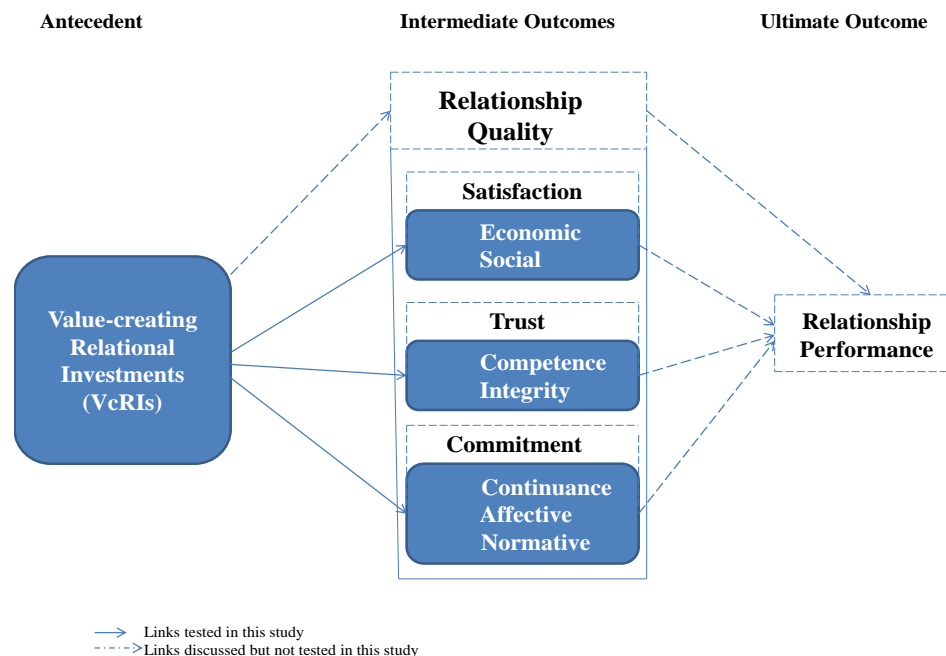 Antecedent
Intermediate Outcomes
Ultimate Outcome
Relationship
Quality
Satisfaction
Economic
Social
Value-creating
Relational
Investments
(VcRIs)
Trust
Competence
Integrity
Relationship
Performance
Commitment
Continuance
Affective
Normative
Links tested in this study
Links discussed but not tested in this study